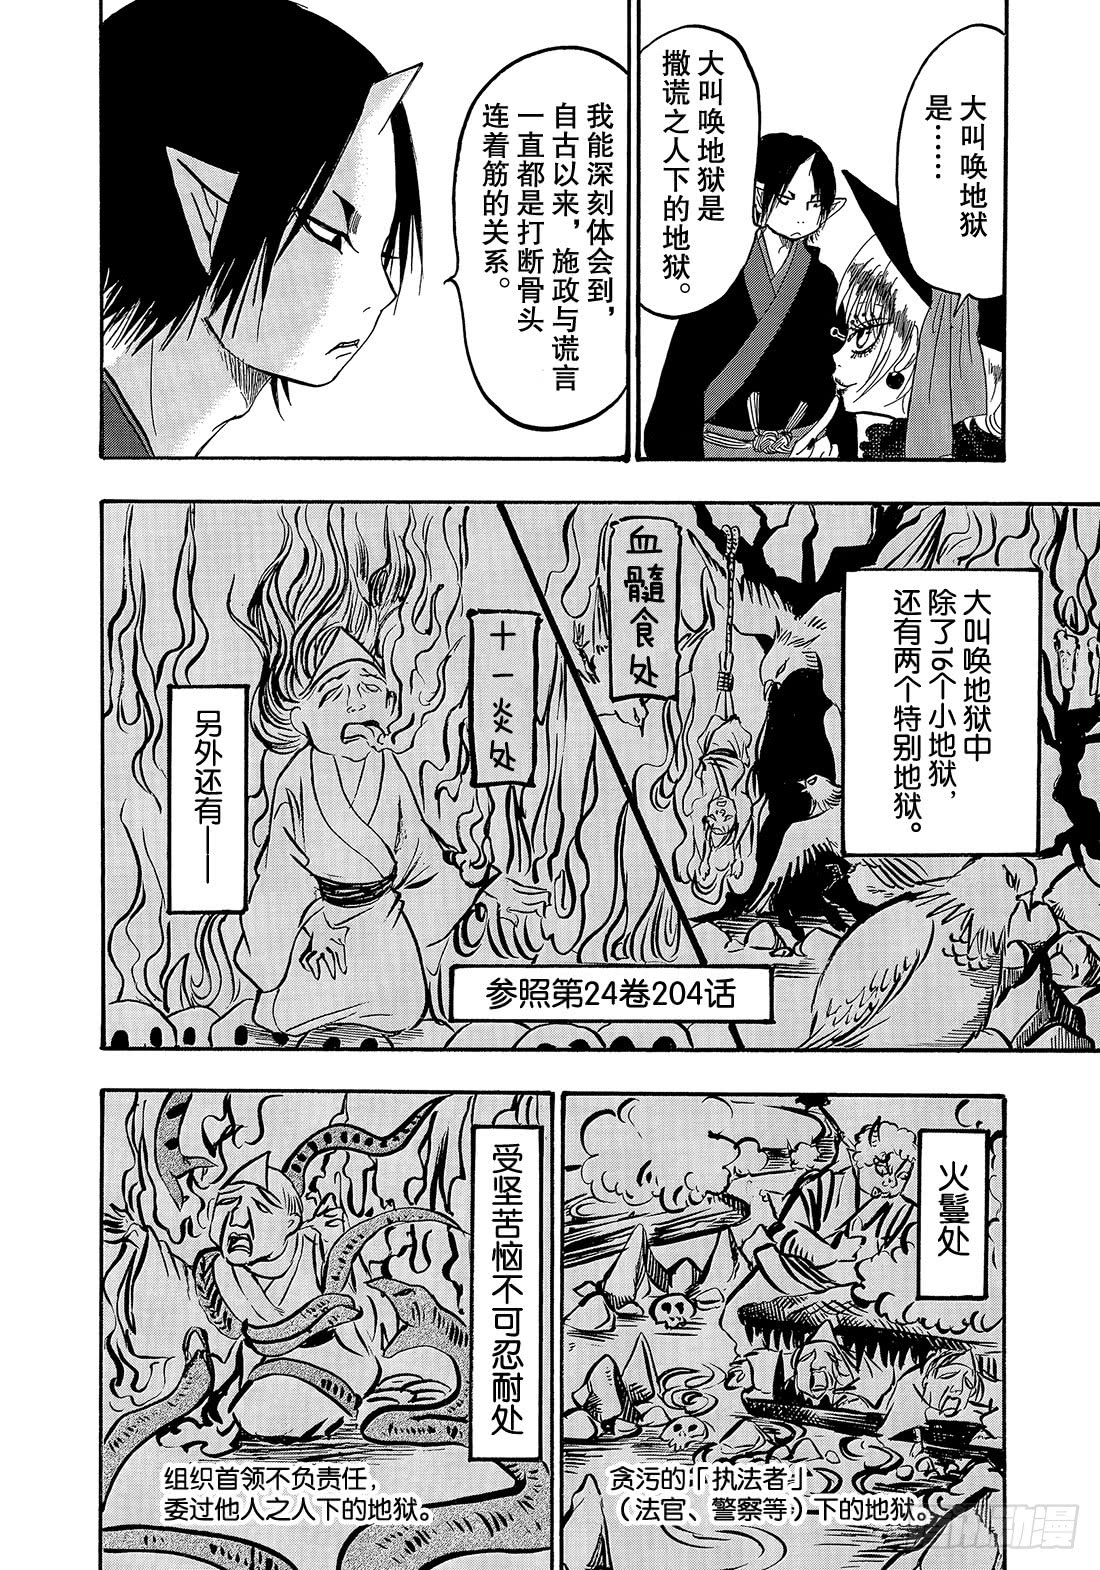 大叫唤地狱
是……
大叫唤地狱是
撒谎之人下的地狱。
我能深刻体会到，
自古以来，施政与谎言
一直都是打断骨头
连着筋的关系。
大叫唤地狱中
除了16个小地狱，
还有两个特别地狱。
血髓食处
十一炎处
另外还有——
参照第24卷204话
火鬘处
贪污的「执法者」
（法官、警察等）下的地狱。
受坚苦恼不可忍耐处
组织首领不负责任，
委过他人之人下的地狱。